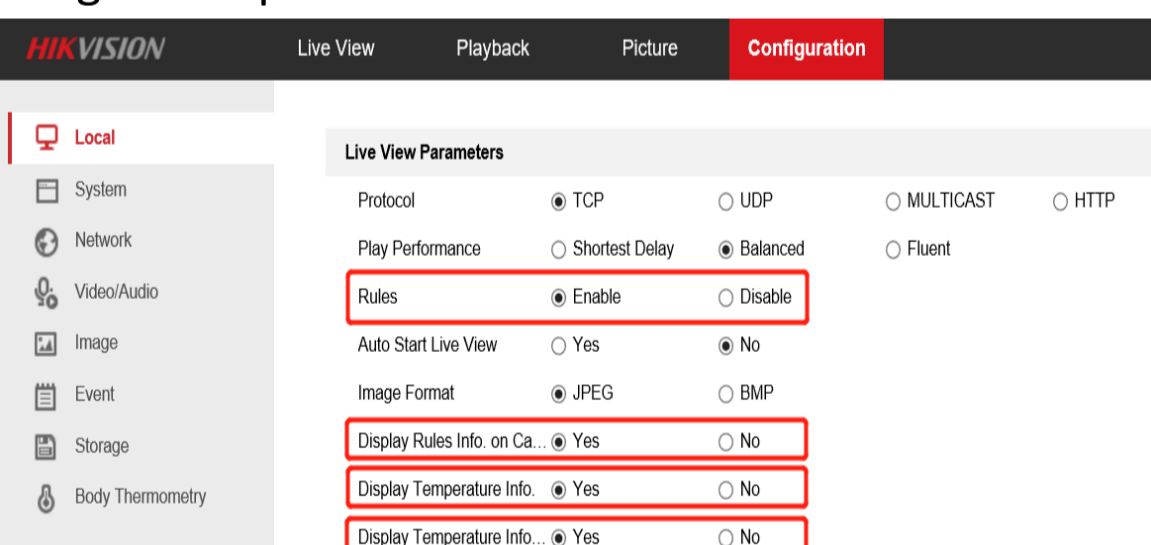 HIKVISION Live View Playback Picture Configuration
Local
Live View Parameters
System
Protocol TCP UDP MULTICAST HTTP
Network
Play Performance Shortest Delay Balanced Fluent
Video/Audio
Rules Enable Disable
Image
Auto Start Live View Yes No
Event
Image Format JPEG BMP
Storage
Display Rules Info. on Ca... Yes No
Body Thermometry
Display Temperature Info. Yes No
Display Temperature Info... Yes No